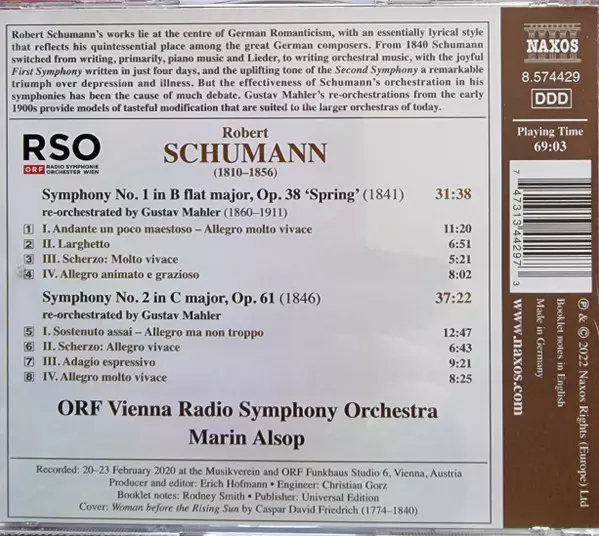 Robert Schumann's works lie at the centre of German Romanticism, with an essentially lyrical style
that reflects his quintessential place among the great German composers. From 1840 Schumann
switched from writing, primarily, piano music and Lieder, to writing orchestral music, with the joyful
First Symphony written in just four days, and the uplifting tone of the Second Symphony a remarkable
triumph over depression and illness. But the effectiveness of Schumann's orchestration in his
symphonies has been the cause of much debate. Gustav Mahler's re-orchestrations from the early
1900s provide models of tasteful modification that are suited to the larger orchestras of today.
RSO
ORF RADIO SYMPHONIE
ORCHESTER WIEN
Robert
SCHUMANN
(1810–1856)
Symphony No. 1 in B flat major, Op. 38 ‘Spring’ (1841) 31:38
re-orchestrated by Gustav Mahler (1860–1911)
1 I. Andante un poco maestoso – Allegro molto vivace 11:20
2 II. Larghetto 6:51
3 III. Scherzo: Molto vivace 5:21
4 IV. Allegro animato e grazioso 8:02
Symphony No. 2 in C major, Op. 61 (1846) 37:22
re-orchestrated by Gustav Mahler
5 I. Sostenuto assai – Allegro ma non troppo 12:47
6 II. Scherzo: Allegro vivace 6:43
7 III. Adagio espressivo 9:21
8 IV. Allegro molto vivace 8:25
ORF Vienna Radio Symphony Orchestra
Marin Alsop
Recorded: 20–23 February 2020 at the Musikverein and ORF Funkhaus Studio 6, Vienna, Austria
Producer and editor: Erich Hofmann • Engineer: Christian Gorz
Booklet notes: Rodney Smith • Publisher: Universal Edition
Cover: Woman before the Rising Sun by Caspar David Friedrich (1774–1840)
NAXOS
8.574429
DDD
Playing Time
69:03
7 47313 44297 3
℗ & © 2022 Naxos Rights (Europe) Ltd
Booklet notes in English
Made in Germany
www.naxos.com